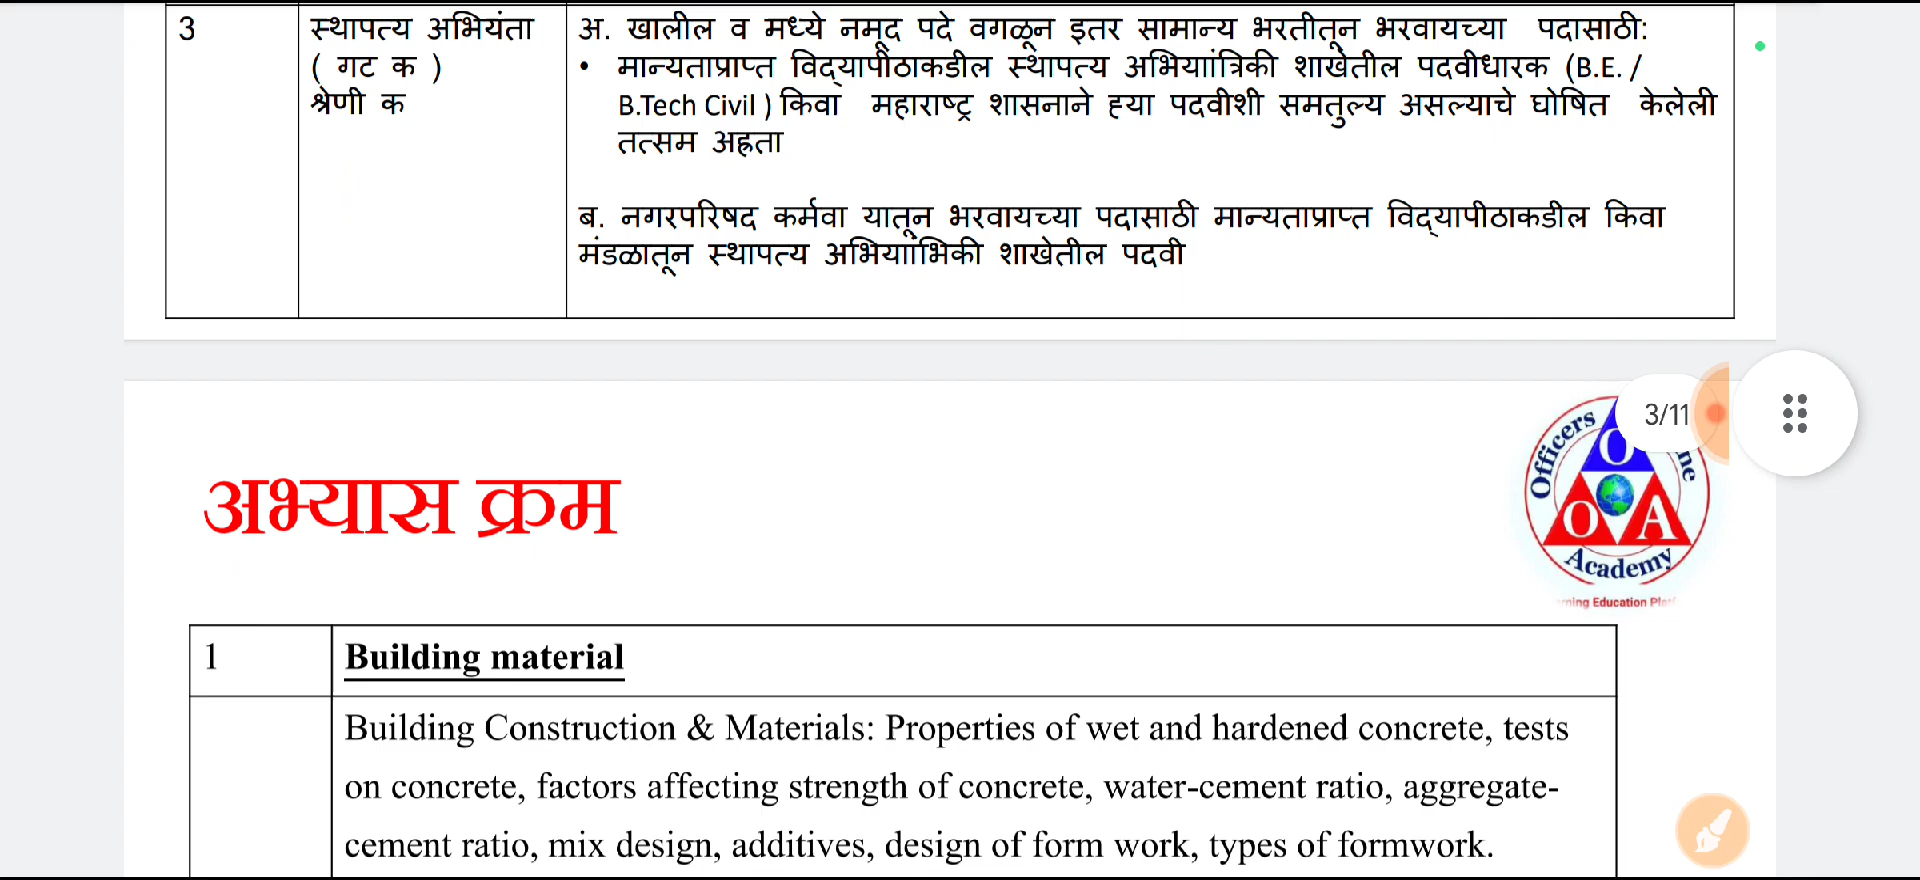 3
स्थापत्य अभियंता
( गट क )
श्रेणी क
अ. खालील व मध्ये नमूद पदे वगळून इतर सामान्य भरतीतून भरवायच्या पदासाठी:
• मान्यताप्राप्त विद्यापीठाकडील स्थापत्य अभियाांत्रिकी शाखेतील पदवीधारक (B.E. /
B.Tech Civil ) किवा महाराष्ट्र शासनाने ह्या पदवीशी समतुल्य असल्याचे घोषित केलेली
तत्सम अह्रता
ब. नगरपरिषद कर्मवा यातून भरवायच्या पदासाठी मान्यताप्राप्त विद्यापीठाकडील किवा
मंडळातून स्थापत्य अभियाांभिकी शाखेतील पदवी
3/11
अभ्यास क्रम
Officers
O
O A
Academy
Education
1
Building material
Building Construction & Materials: Properties of wet and hardened concrete, tests
on concrete, factors affecting strength of concrete, water-cement ratio, aggregate-
cement ratio, mix design, additives, design of form work, types of formwork.